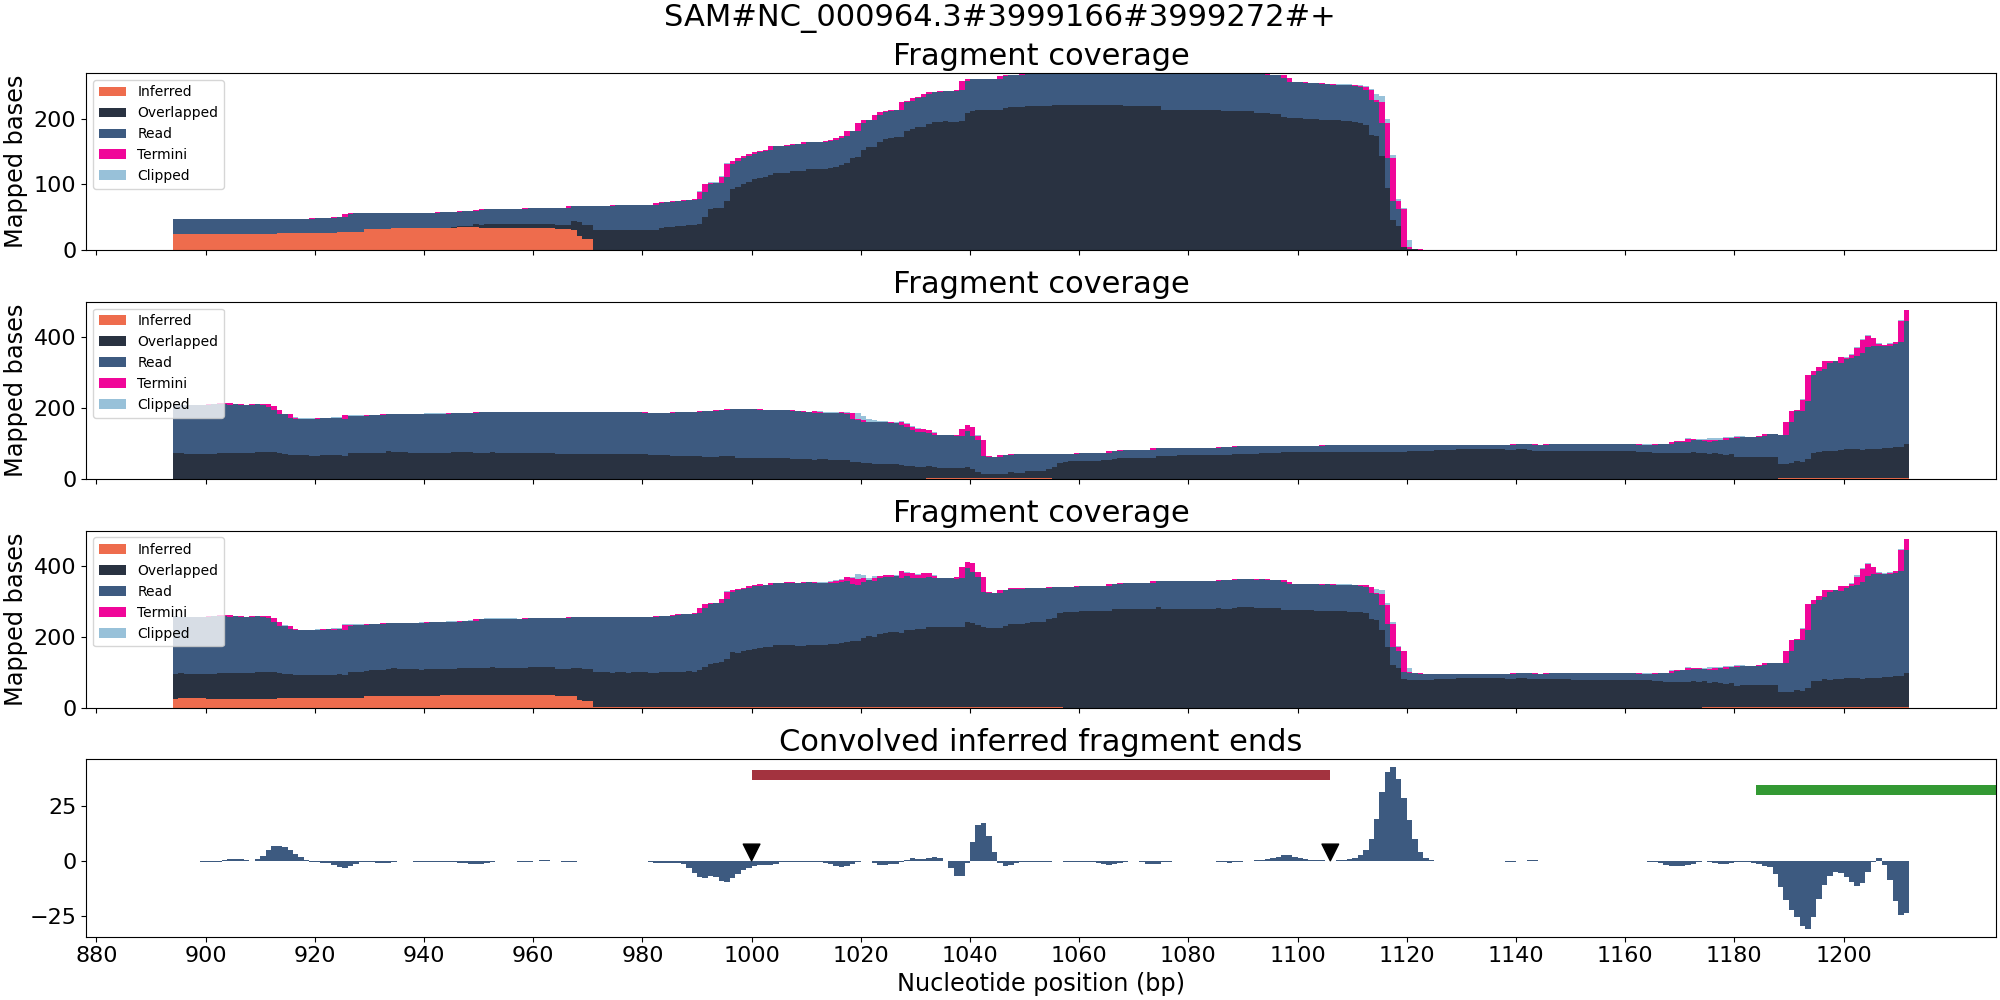 SAM#NC_000964.3#3999166#3999272#+
Fragment coverage
Mapped bases
200
100
0
Inferred
Overlapped
Read
Termini
Clipped
Fragment coverage
Mapped bases
400
200
0
Inferred
Overlapped
Read
Termini
Clipped
Fragment coverage
Mapped bases
400
200
0
Inferred
Overlapped
Read
Termini
Clipped
Convolved inferred fragment ends
25
0
−25
880 900 920 940 960 980 1000 1020 1040 1060 1080 1100 1120 1140 1160 1180 1200
Nucleotide position (bp)